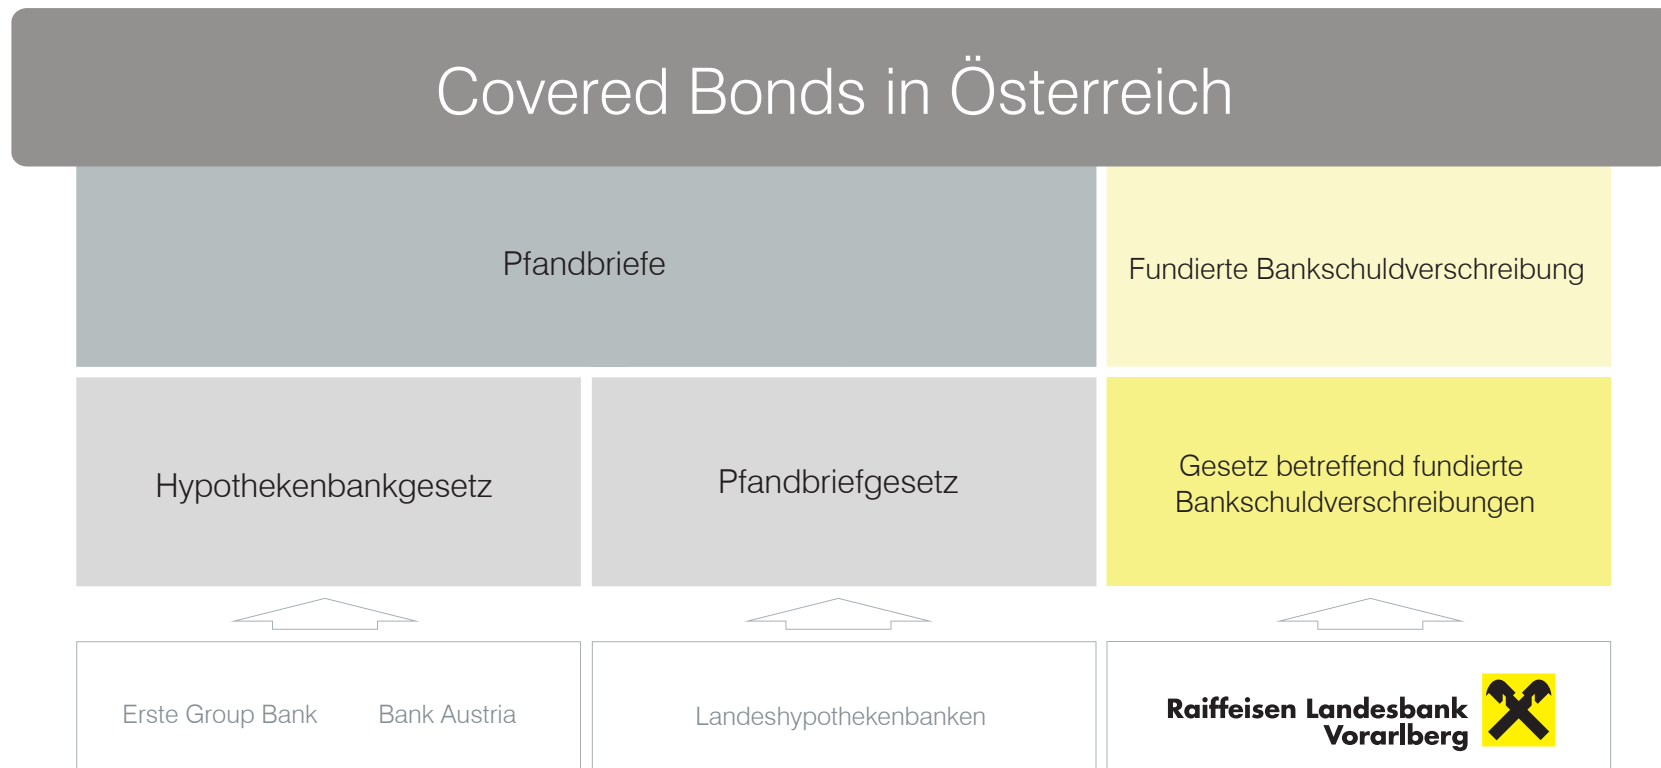 Covered Bonds in Österreich
Pfandbriefe
Fundierte Bankschuldverschreibung
Hypothekenbankgesetz
Pfandbriefgesetz
Gesetz betreffend fundierte
Bankschuldverschreibungen
Erste Group Bank
Bank Austria
Landeshypothekenbanken
Raiffeisen Landesbank
Vorarlberg